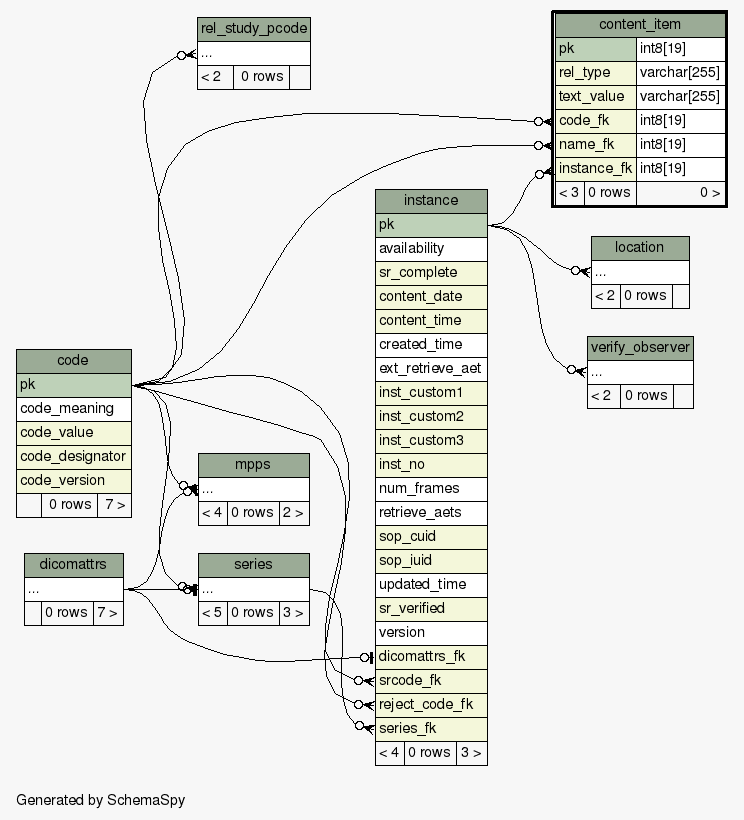 rel_study_pcode
...
< 2 0 rows
content_item
pk int8[19]
rel_type varchar[255]
text_value varchar[255]
code_fk int8[19]
name_fk int8[19]
instance_fk int8[19]
< 3 0 rows 0 >
instance
pk
availability
sr_complete
content_date
content_time
created_time
ext_retrieve_aet
inst_custom1
inst_custom2
inst_custom3
inst_no
num_frames
retrieve_aets
sop_cuid
sop_iuid
updated_time
sr_verified
version
dicomattrs_fk
srcode_fk
reject_code_fk
series_fk
< 4 0 rows 3 >
location
...
< 2 0 rows
verify_observer
...
< 2 0 rows
code
pk
code_meaning
code_value
code_designator
code_version
0 rows 7 >
mpps
...
< 4 0 rows 2 >
dicomattrs
...
0 rows 7 >
series
...
< 5 0 rows 3 >
Generated by SchemaSpy